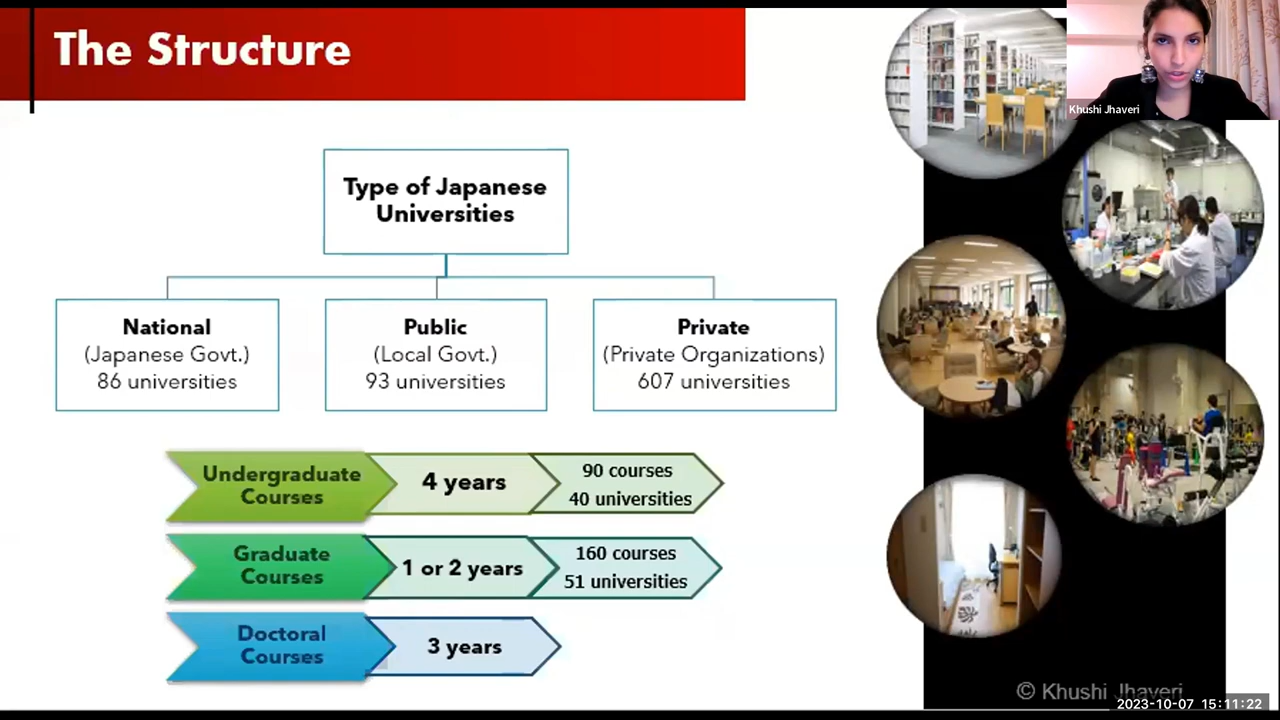 The Structure
Khushi Jhaveri
Type of Japanese
Universities
National
(Japanese Govt.)
86 universities
Public
(Local Govt.)
93 universities
Private
(Private Organizations)
607 universities
Undergraduate
Courses
4 years
90 courses
40 universities
Graduate
Courses
1 or 2 years
160 courses
51 universities
Doctoral
Courses
3 years
© Khushi Jhaveri
2023-10-07 15:11:22